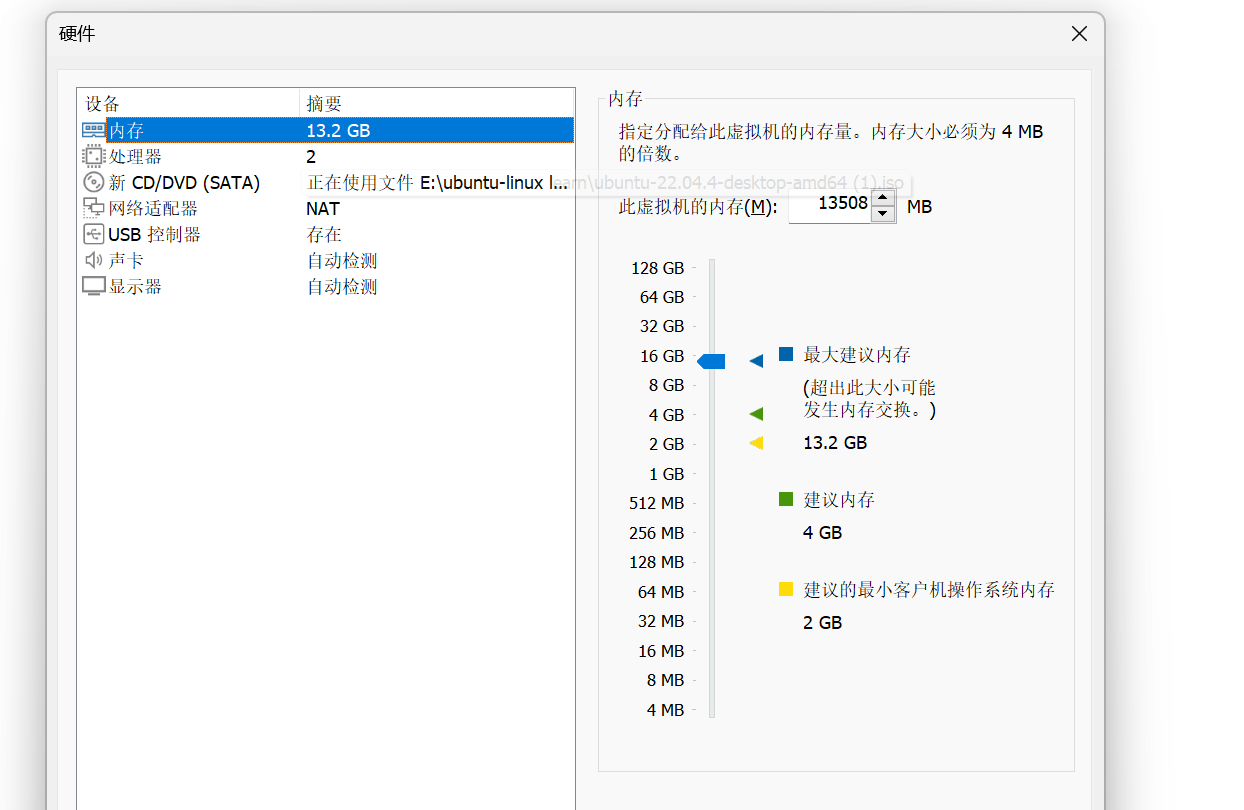 硬件
设备 摘要
内存 13.2 GB
处理器 2
新 CD/DVD (SATA) 正在使用文件 E:\ubuntu-linux l...earn\ubuntu-22.04.4-desktop-amd64 (1).iso
网络适配器 NAT
USB 控制器 存在
声卡 自动检测
显示器 自动检测
内存
指定分配给此虚拟机的内存量。内存大小必须为 4 MB
的倍数。
此虚拟机的内存(M): 13508 MB
128 GB
64 GB
32 GB
16 GB
8 GB
4 GB
2 GB
1 GB
512 MB
256 MB
128 MB
64 MB
32 MB
16 MB
8 MB
4 MB
最大建议内存
(超出此大小可能
发生内存交换。)
13.2 GB
建议内存
4 GB
建议的最小客户机操作系统内存
2 GB